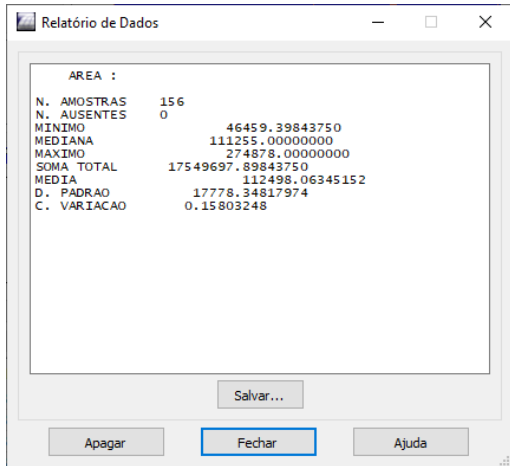 Relatório de Dados
AREA :
N. AMOSTRAS 156
N. AUSENTES 0
MINIMO 46459.39843750
MEDIANA 111255.00000000
MAXIMO 274878.00000000
SOMA TOTAL 17549697.89843750
MEDIA 112498.06345152
D. PADRAO 17778.34817974
C. VARIACAO 0.15803248
Salvar...
Apagar Fechar Ajuda